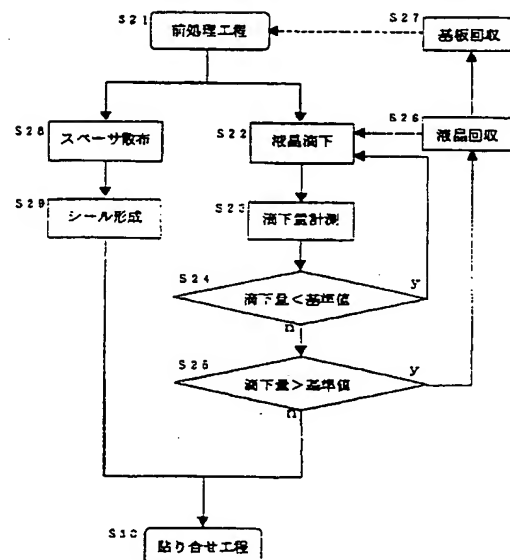 S21
前処理工程
S27
基板回収
S28
スペーサ散布
S22
液晶滴下
S26
液晶回収
S29
シール形成
S23
滴下量計測
S24
滴下量<基準値
y
n
S25
滴下量>基準値
y
n
S30
貼り合せ工程